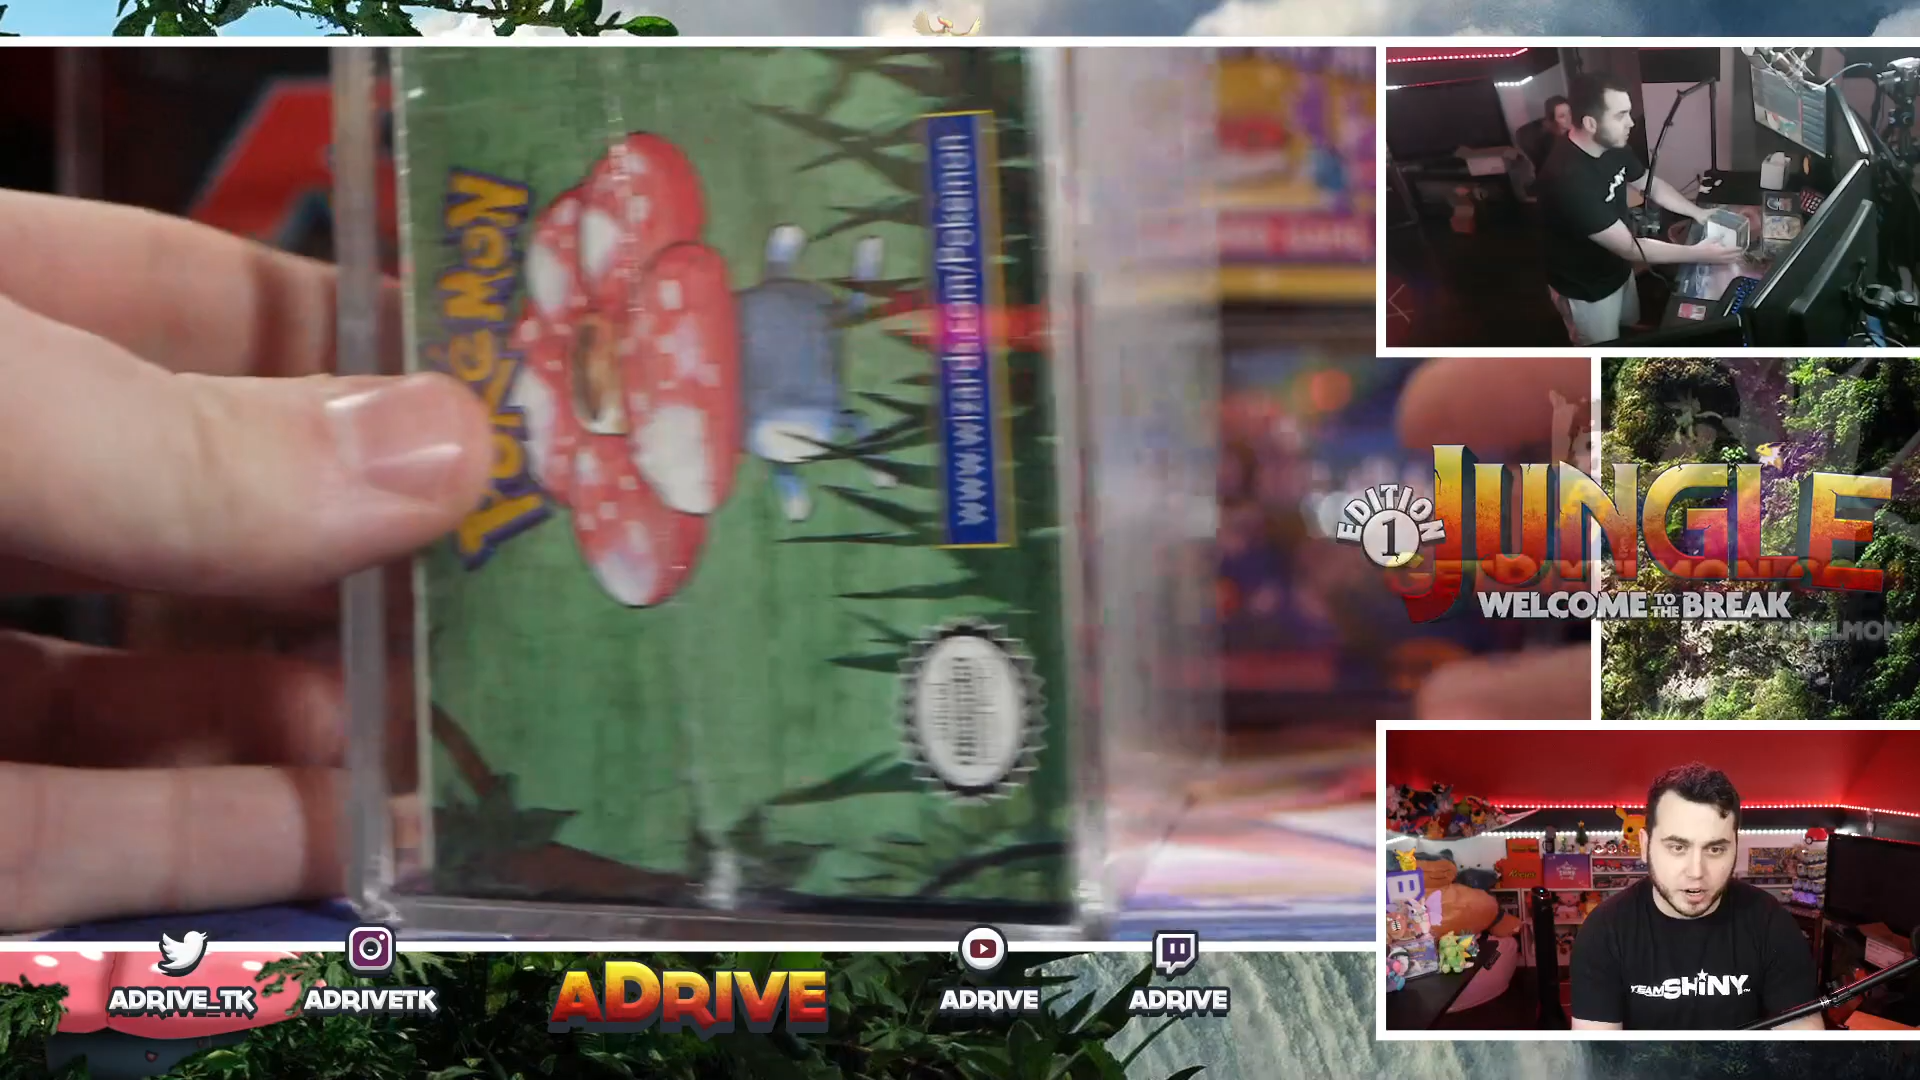 POKéMON
www.wizards.com/Pokemon
EDITION
1
JUNGLE
WELCOME TO THE BREAK
TEAM SHINY
ADRIVE_TK
ADRIVETK
ADRIVE
ADRIVE
ADRIVE